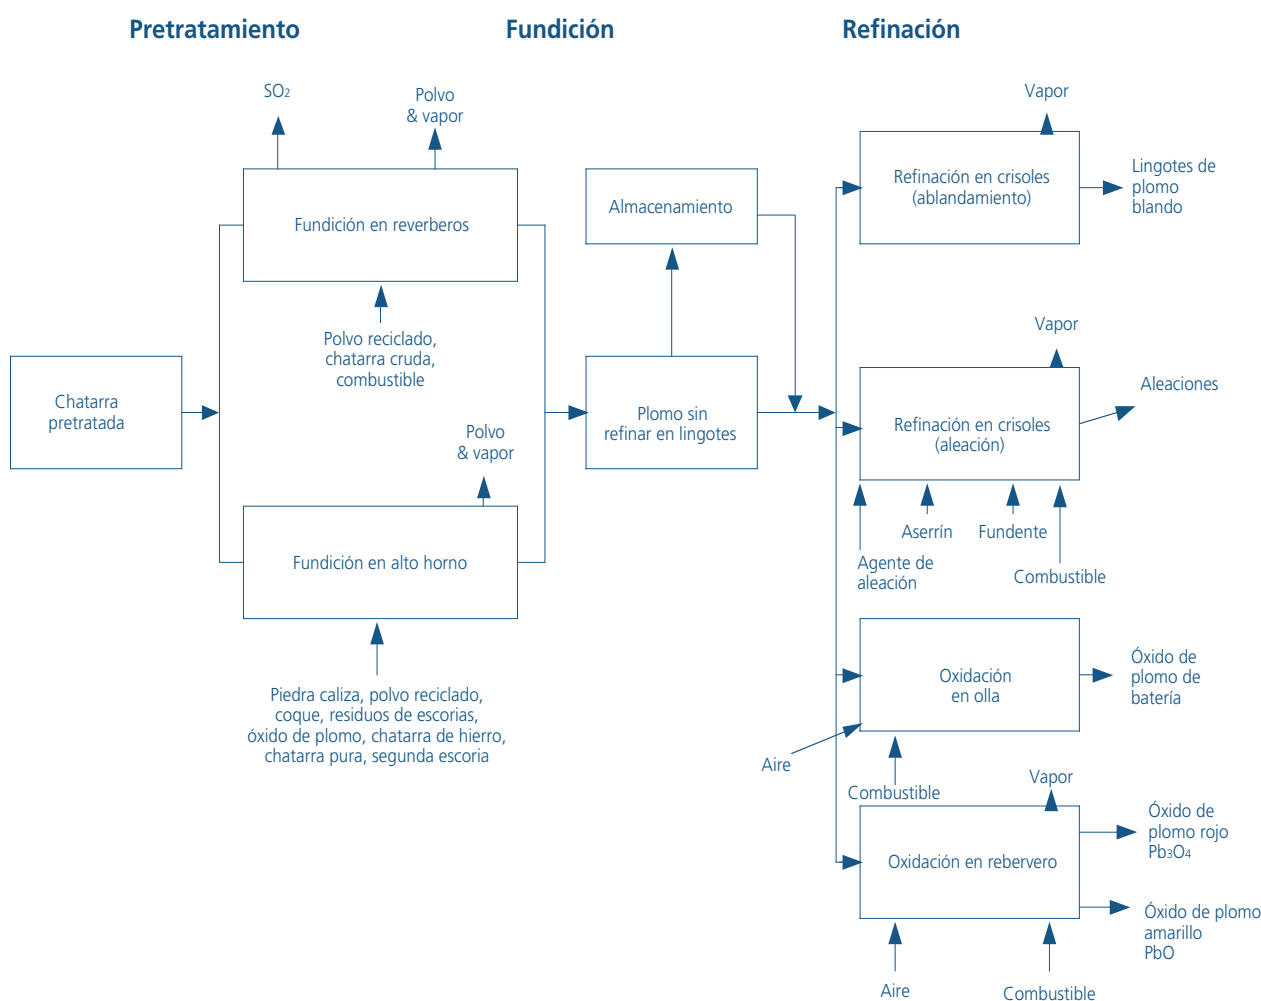 Pretratamiento
Fundición
Refinación
SO2
Polvo
& vapor
Fundición en reverberos
Polvo reciclado,
chatarra cruda,
combustible
Chatarra
pretratada
Polvo
& vapor
Fundición en alto horno
Piedra caliza, polvo reciclado,
coque, residuos de escorias,
óxido de plomo, chatarra de hierro,
chatarra pura, segunda escoria
Almacenamiento
Plomo sin
refinar en lingotes
Vapor
Refinación en crisoles
(ablandamiento)
Lingotes de
plomo
blando
Vapor
Refinación en crisoles
(aleación)
Aleaciones
Aserrín
Fundente
Agente de
aleación
Combustible
Oxidación
en olla
Óxido de
plomo de
batería
Aire
Combustible
Vapor
Oxidación en rebervero
Óxido de
plomo rojo
Pb3O4
Óxido de plomo
amarillo
PbO
Aire
Combustible